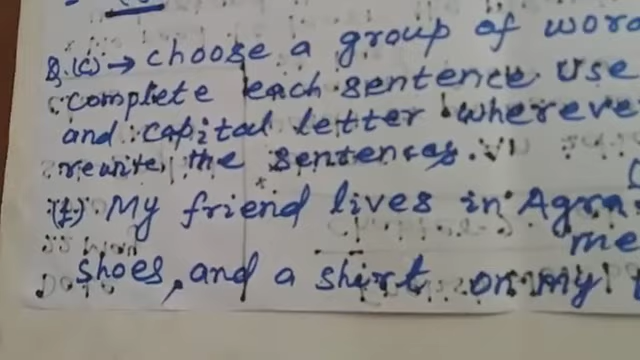 Q.(c) → choose a group of
complete each sentence. Use
and capital letter wherever
rewrite the sentences.
(1). My friend lives in Agra
me
shoes, and a shirt on my